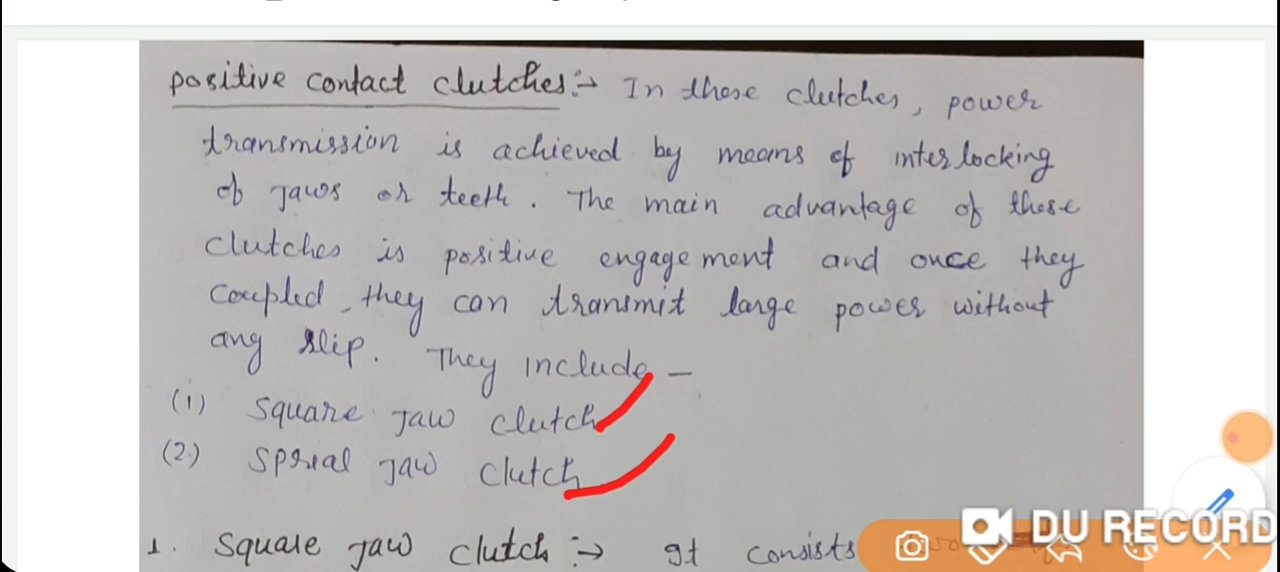 positive contact clutches:→ In these clutches, power
transmission is achieved by means of interlocking
of jaws or teeth. The main advantage of these
clutches is positive engagement and once they
coupled, they can transmit large power without
any slip. They include –
(1) Square jaw clutch
(2) Sprial jaw clutch
1. Square jaw clutch :→ It consists
DU RECORD